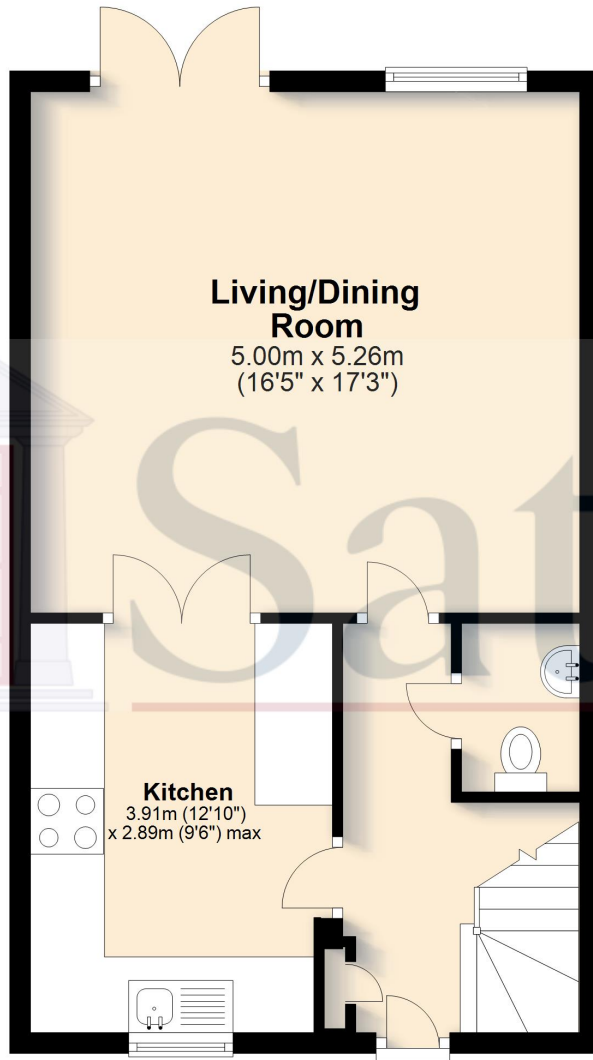 Living/Dining
Room
5.00m x 5.26m
(16'5" x 17'3")
Sat
Kitchen
3.91m (12'10")
x 2.89m (9'6") max